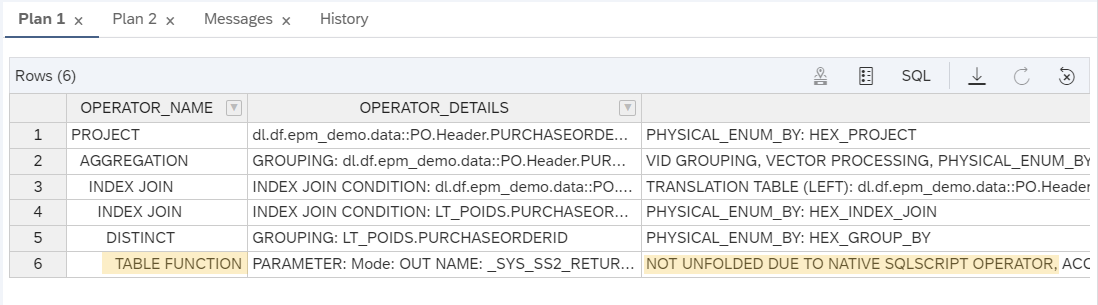 Plan 1 × Plan 2 × Messages × History
Rows (6) SQL
OPERATOR_NAME OPERATOR_DETAILS
1 PROJECT dl.df.epm_demo.data::PO.Header.PURCHASEORDE... PHYSICAL_ENUM_BY: HEX_PROJECT
2 AGGREGATION GROUPING: dl.df.epm_demo.data::PO.Header.PUR... VID GROUPING, VECTOR PROCESSING, PHYSICAL_ENUM_BY
3 INDEX JOIN INDEX JOIN CONDITION: dl.df.epm_demo.data::PO.... TRANSLATION TABLE (LEFT): dl.df.epm_demo.data::PO.Header
4 INDEX JOIN INDEX JOIN CONDITION: LT_POIDS.PURCHASEOR... PHYSICAL_ENUM_BY: HEX_INDEX_JOIN
5 DISTINCT GROUPING: LT_POIDS.PURCHASEORDERID PHYSICAL_ENUM_BY: HEX_GROUP_BY
6 TABLE FUNCTION PARAMETER: Mode: OUT NAME: _SYS_SS2_RETUR... NOT UNFOLDED DUE TO NATIVE SQLSCRIPT OPERATOR, ACC